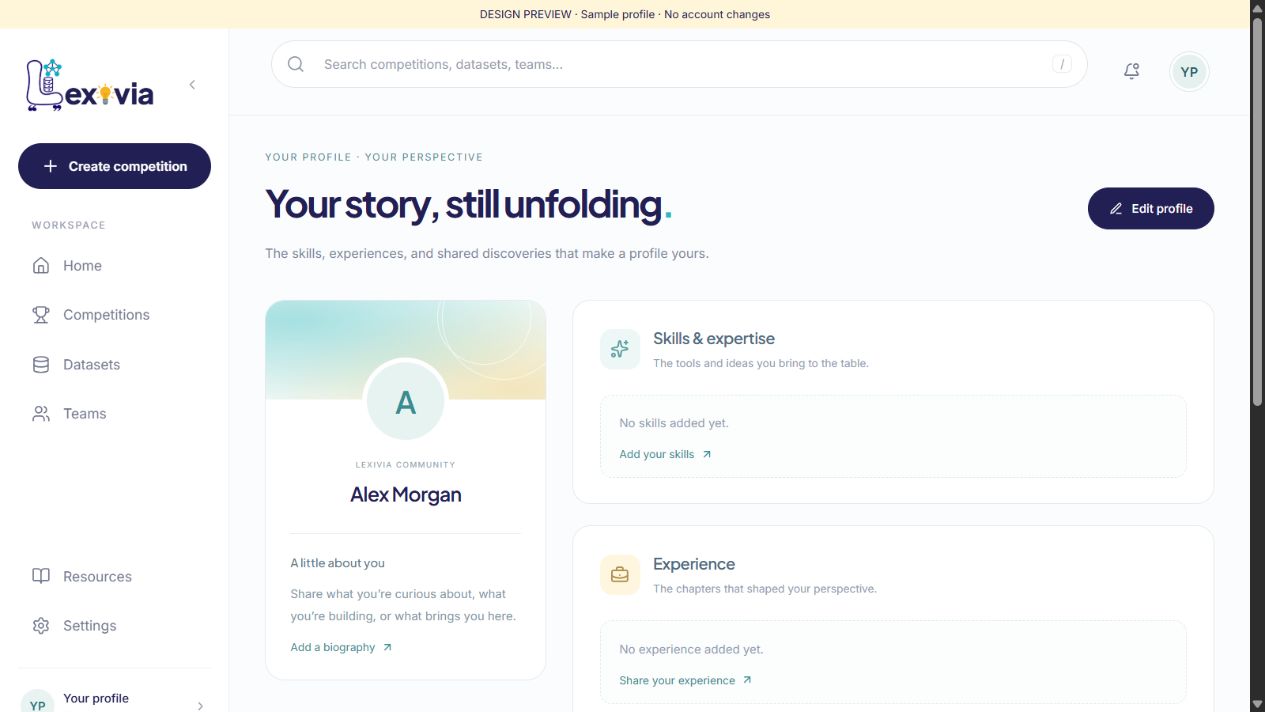 DESIGN PREVIEW · Sample profile · No account changes
Lexivia
Search competitions, datasets, teams...
/
YP
Create competition
WORKSPACE
Home
Competitions
Datasets
Teams
Resources
Settings
YP
Your profile
YOUR PROFILE · YOUR PERSPECTIVE
Your story, still unfolding.
Edit profile
The skills, experiences, and shared discoveries that make a profile yours.
A
LEXIVIA COMMUNITY
Alex Morgan
A little about you
Share what you're curious about, what
you're building, or what brings you here.
Add a biography
Skills & expertise
The tools and ideas you bring to the table.
No skills added yet.
Add your skills
Experience
The chapters that shaped your perspective.
No experience added yet.
Share your experience